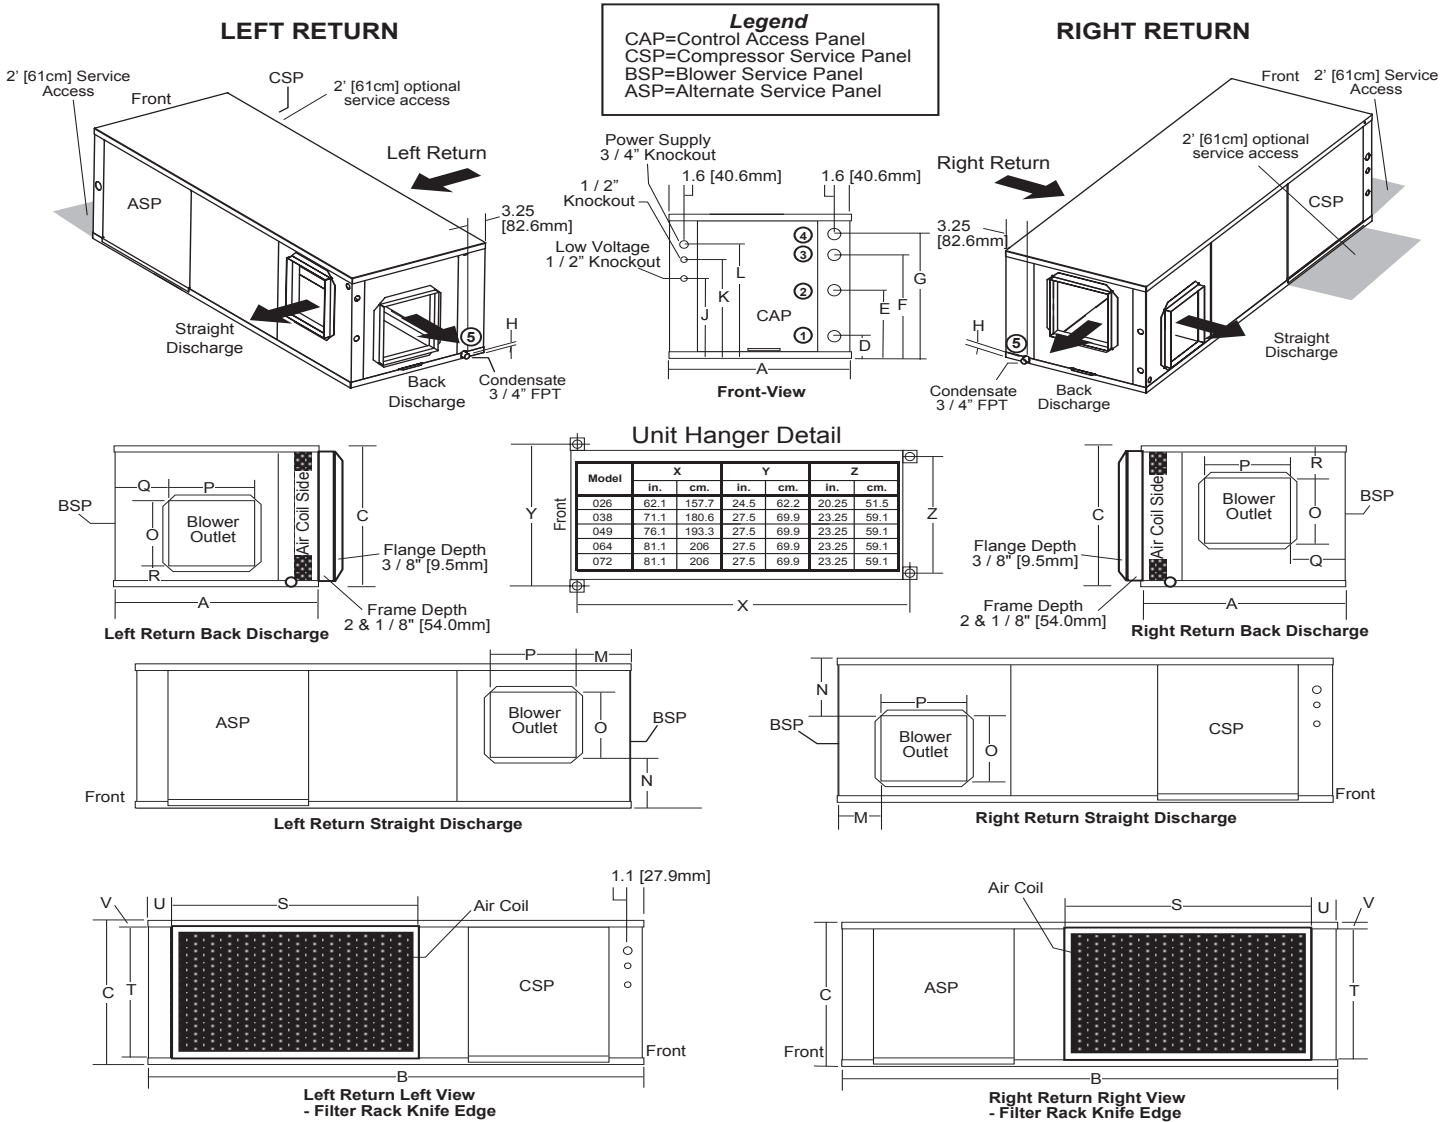 LEFT RETURN
Legend
CAP=Control Access Panel
CSP=Compressor Service Panel
BSP=Blower Service Panel
ASP=Alternate Service Panel
RIGHT RETURN
2’ [61cm] Service
Access
Front
CSP
2’ [61cm] optional
service access
Left Return
ASP
3.25
[82.6mm]
Straight
Discharge
H
5
Back
Discharge
Condensate
3 / 4” FPT
Power Supply
3 / 4” Knockout
1.6 [40.6mm]
1.6 [40.6mm]
1 / 2”
Knockout
Low Voltage
1 / 2” Knockout
4
3
2
1
L
K
J
CAP
G
F
E
D
A
Front-View
Right Return
Front
2’ [61cm] Service
Access
2’ [61cm] optional
service access
CSP
3.25
[82.6mm]
H
5
Straight
Discharge
Condensate
3 / 4” FPT
Back
Discharge
BSP
Q
P
O
R
Blower
Outlet
Air Coil Side
C
Flange Depth
3 / 8" [9.5mm]
A
Frame Depth
2 & 1 / 8" [54.0mm]
Left Return Back Discharge
Unit Hanger Detail
Y
Front
Model X Y Z
in. cm. in. cm. in. cm.
026 62.1 157.7 24.5 62.2 20.25 51.5
038 71.1 180.6 27.5 69.9 23.25 59.1
049 76.1 193.3 27.5 69.9 23.25 59.1
064 81.1 206 27.5 69.9 23.25 59.1
072 81.1 206 27.5 69.9 23.25 59.1
Z
X
P
R
C
Air Coil Side
Blower
Outlet
O
BSP
Flange Depth
3 / 8" [9.5mm]
Q
Frame Depth
2 & 1 / 8" [54.0mm]
A
Right Return Back Discharge
P
M
ASP
Blower
Outlet
O
BSP
N
Front
Left Return Straight Discharge
N
P
BSP
Blower
Outlet
O
CSP
Front
M
Right Return Straight Discharge
1.1 [27.9mm]
V
U
S
Air Coil
C
T
CSP
Front
B
Left Return Left View
- Filter Rack Knife Edge
Air Coil
S
U
V
C
ASP
T
Front
B
Right Return Right View
- Filter Rack Knife Edge